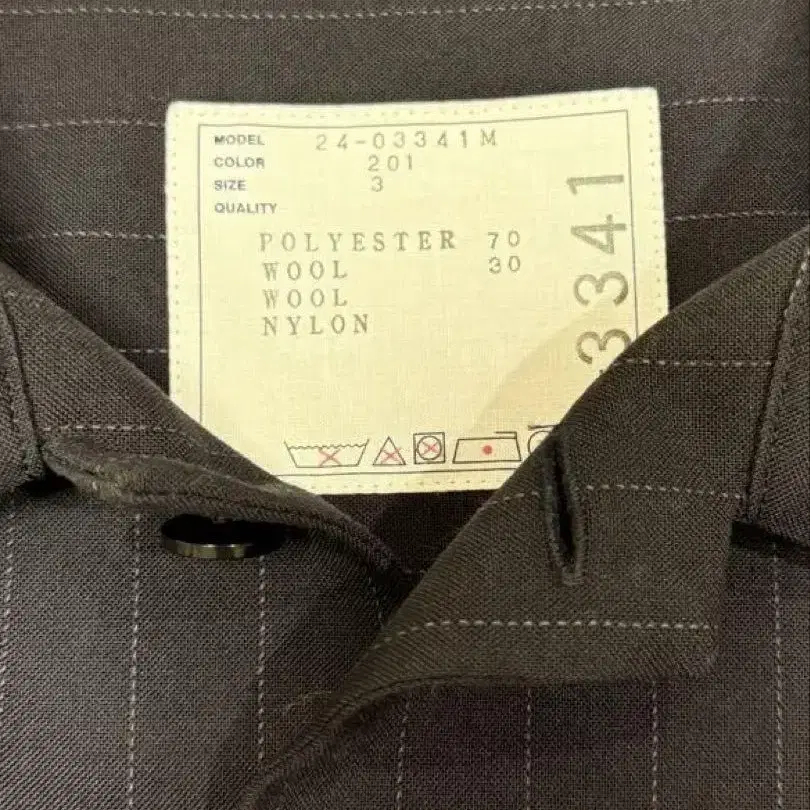 MODEL 24-03341M
COLOR 201
SIZE 3
QUALITY
POLYESTER 70
WOOL 30
WOOL
NYLON
3341